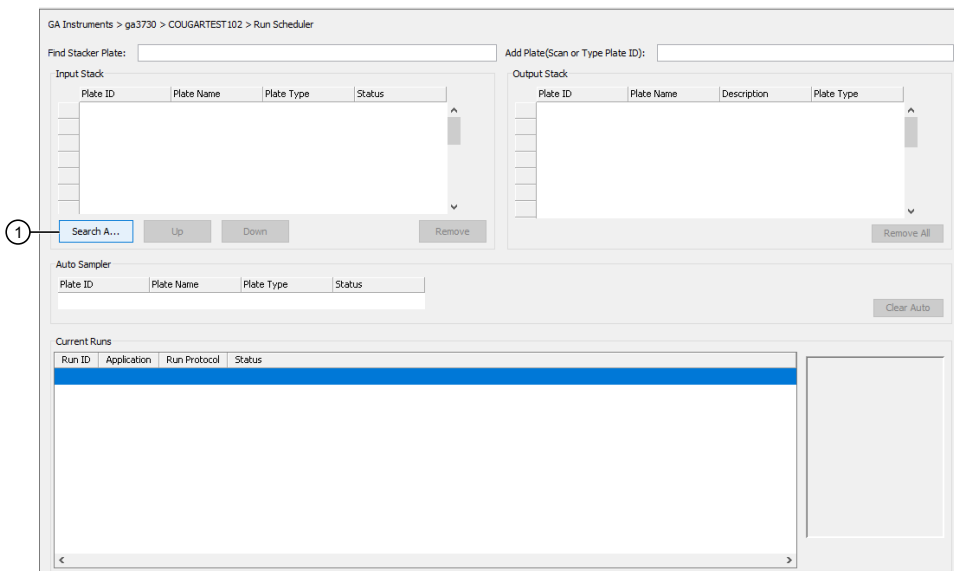 GA Instruments > ga3730 > COUGARTEST102 > Run Scheduler
Find Stacker Plate: Add Plate(Scan or Type Plate ID):
Input Stack Output Stack
Plate ID Plate Name Plate Type Status Plate ID Plate Name Description Plate Type
1 Search A... Up Down Remove Remove All
Auto Sampler
Plate ID Plate Name Plate Type Status
Clear Auto
Current Runs
Run ID Application Run Protocol Status